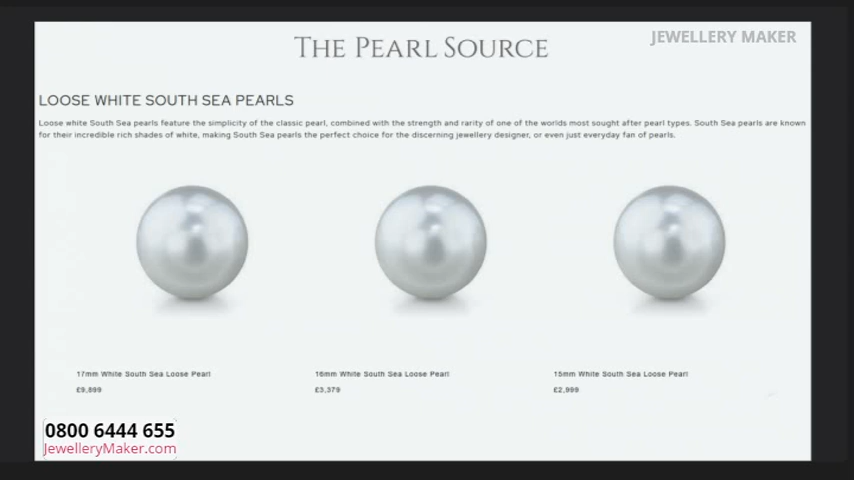 THE PEARL SOURCE
JEWELLERY MAKER
LOOSE WHITE SOUTH SEA PEARLS
Loose white South Sea pearls feature the simplicity of the classic pearl, combined with the strength and rarity of one of the worlds most sought after pearl types. South Sea pearls are known
for their incredible rich shades of white, making South Sea pearls the perfect choice for the discerning jewellery designer, or even just everyday fan of pearls.
17mm White South Sea Loose Pearl
16mm White South Sea Loose Pearl
15mm White South Sea Loose Pearl
£3,379
£2,999
0800 6444 655
JewelleryMaker.com